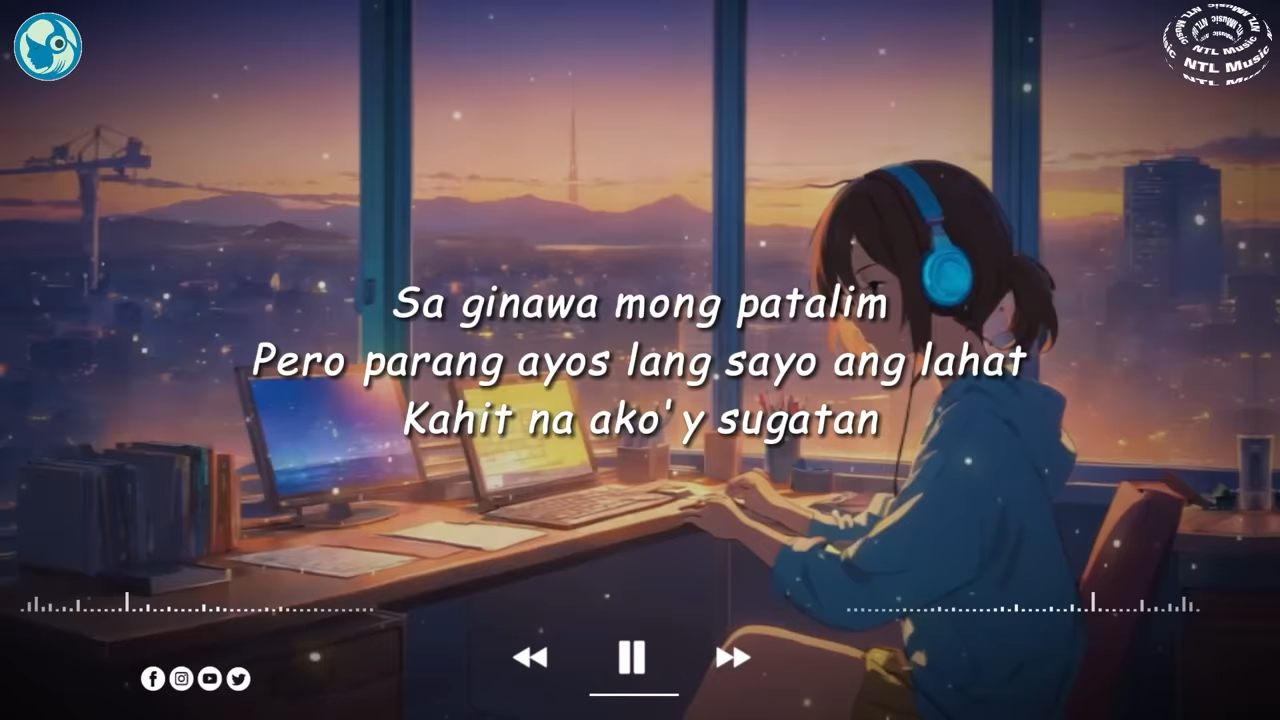 NTL Music
Sa ginawa mong patalim
Pero parang ayos lang sayo ang lahat
Kahit na ako'y sugatan